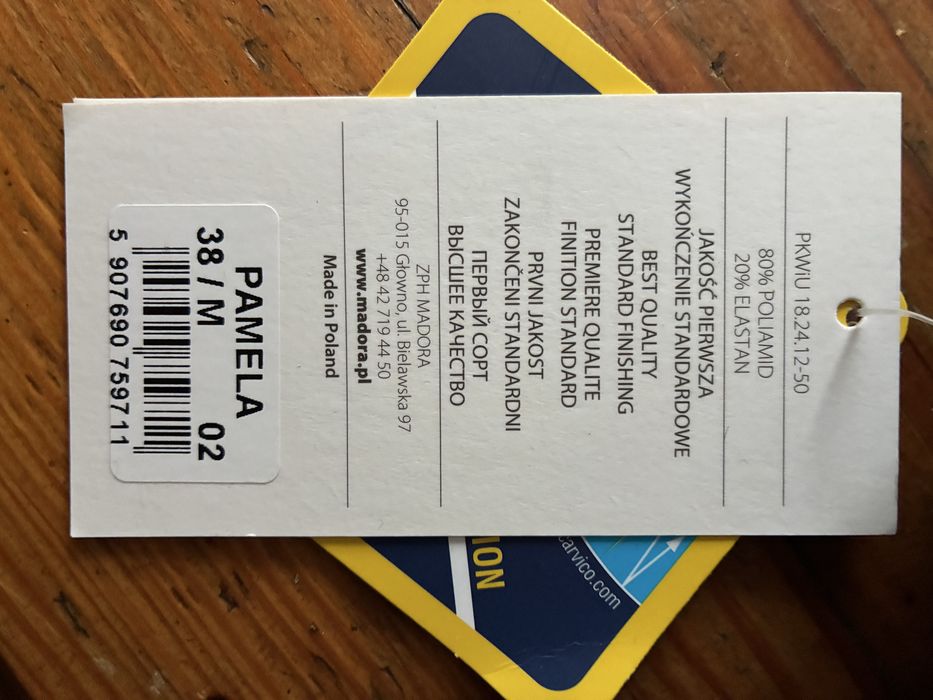 PKWiU 18.24.12-50
80% POLIAMID
20% ELASTAN
JAKOŚĆ PIERWSZA
WYKOŃCZENIE STANDARDOWE
BEST QUALITY
STANDARD FINISHING
PREMIERE QUALITE
FINITION STANDARD
PRVNI JAKOST
ZAKONČENI STANDARDNI
ПЕРВЫЙ СОРТ
ВЫСШЕЕ КАЧЕСТВО
ZPH MADORA
95-015 Głowno, ul. Bielawska 97
+48 42 719 44 50
www.madora.pl
Made in Poland
PAMELA
38 / M 02
5 907690 759711
carvico.com